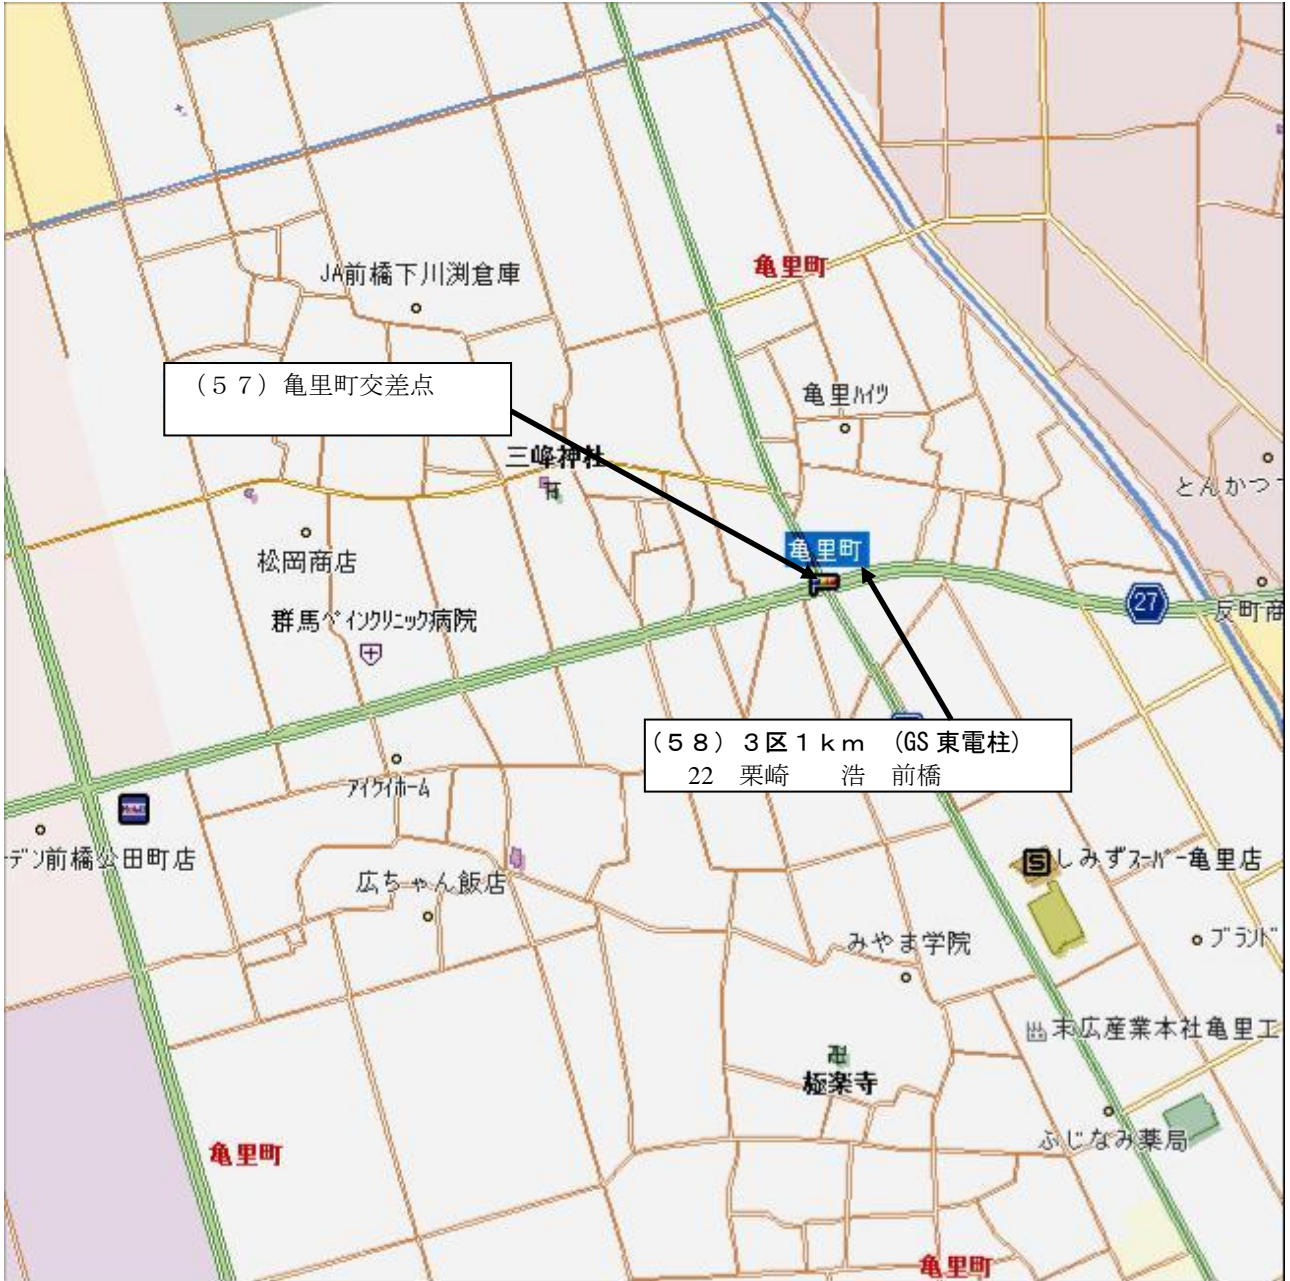 JA前橋下川渕倉庫
亀里町
(57)亀里町交差点
亀里ハイツ
三峰神社
とんかつ
亀里町
松岡商店
27
反町商
群馬ペインクリニック病院
(58)3区1km (GS東電柱)
22 栗崎 浩 前橋
アイケイホーム
ーデン前橋公田町店
広ちゃん飯店
S
しみずスーパー亀里店
みやま学院
ブランド
末広産業本社亀里工
卍
極楽寺
ふじなみ薬局
亀里町
亀里町